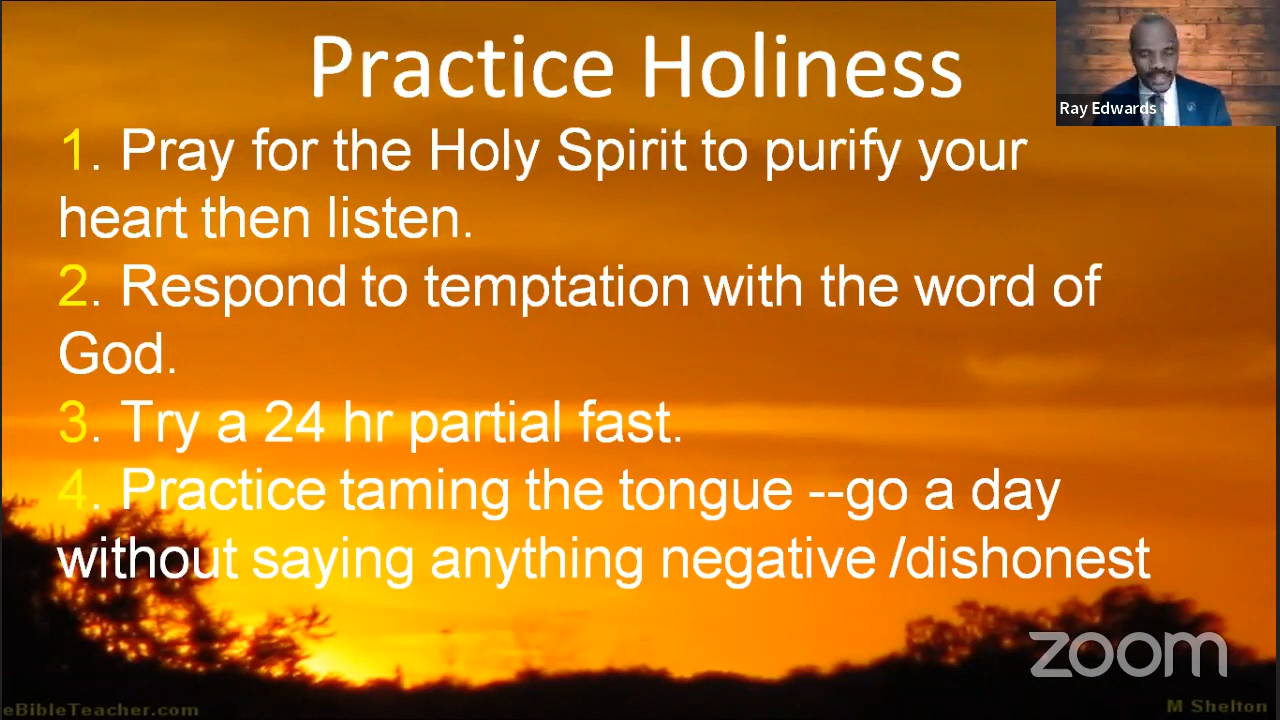 Practice Holiness
Ray Edwards
1. Pray for the Holy Spirit to purify your
heart then listen.
2. Respond to temptation with the word of
God.
3. Try a 24 hr partial fast.
4. Practice taming the tongue --go a day
without saying anything negative /dishonest
zoom
eBibleTeacher.com
M Shelton